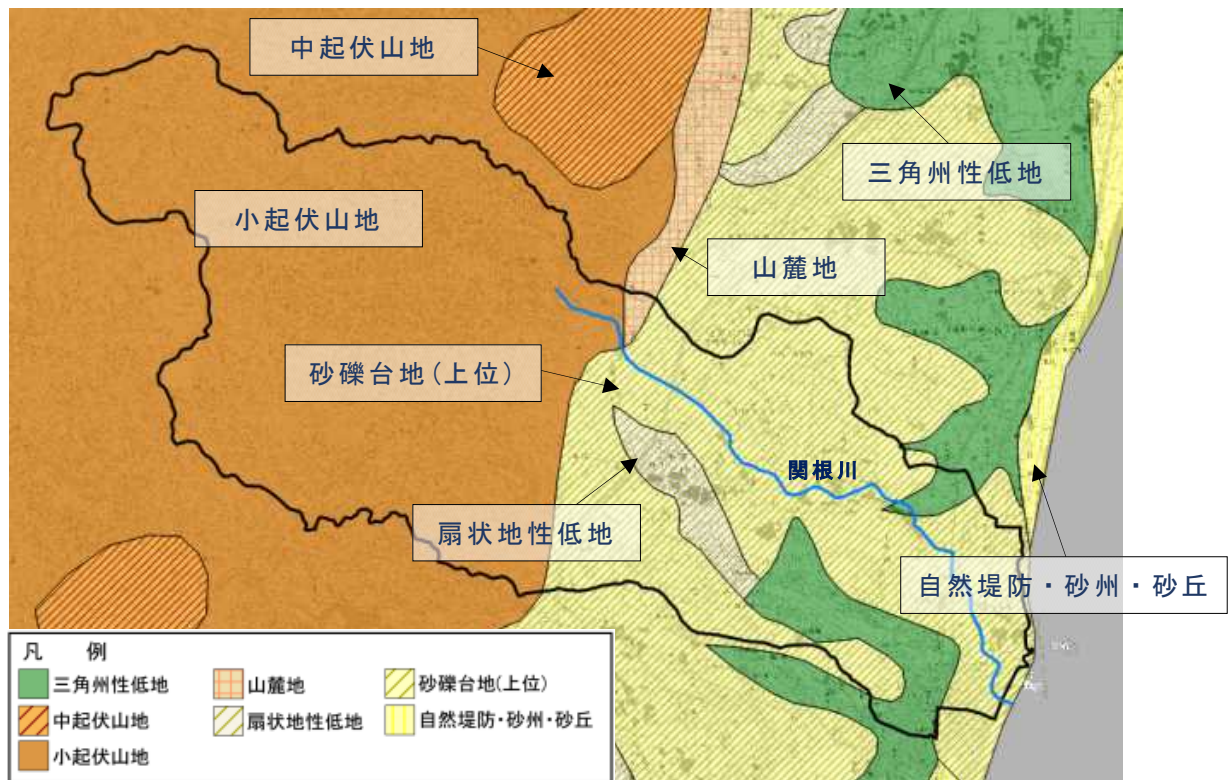 中起伏山地
三角州性低地
小起伏山地
山麓地
砂礫台地(上位)
関根川
扇状地性低地
自然堤防・砂州・砂丘
凡 例
三角州性低地
山麓地
砂礫台地(上位)
中起伏山地
扇状地性低地
自然堤防・砂州・砂丘
小起伏山地